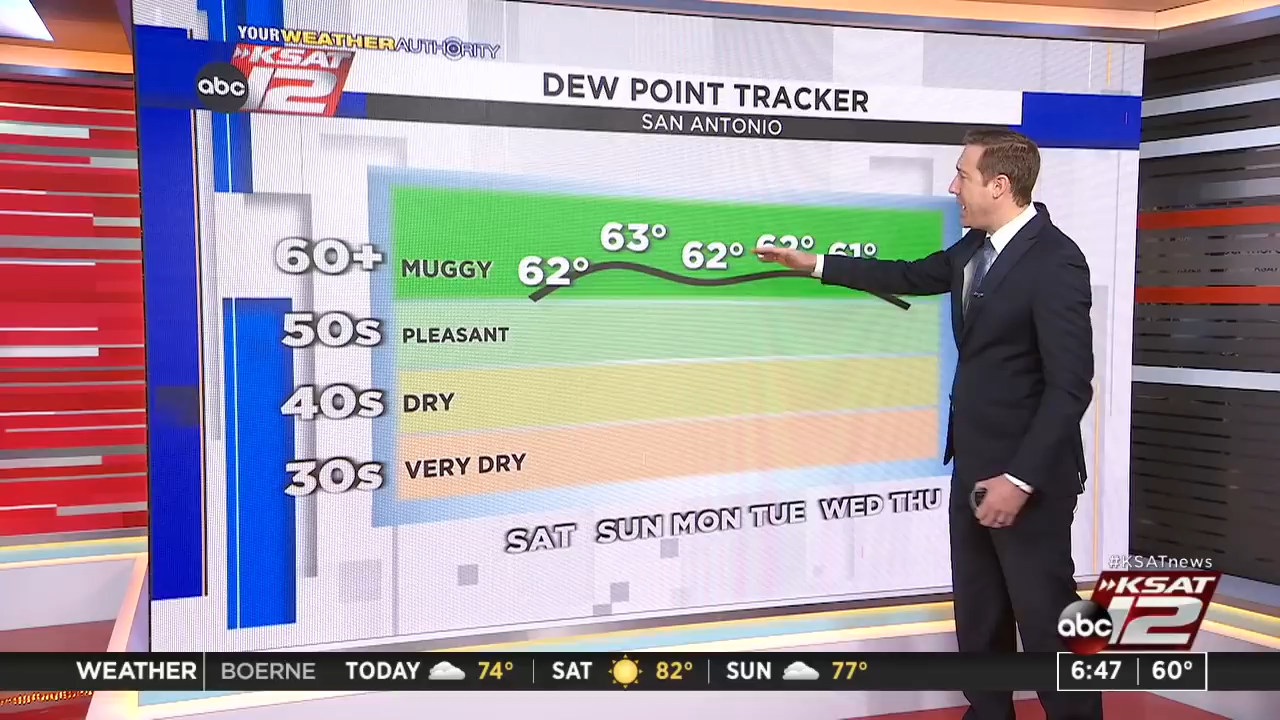 YOUR WEATHER AUTHORITY
abc KSAT 12
DEW POINT TRACKER
SAN ANTONIO
60+ MUGGY 62° 63° 62° 62° 61°
50s PLEASANT
40s DRY
30s VERY DRY
SAT SUN MON TUE WED THU
#KSATnews
KSAT
abc 12
WEATHER BOERNE TODAY 74° SAT 82° SUN 77° 6:47 60°